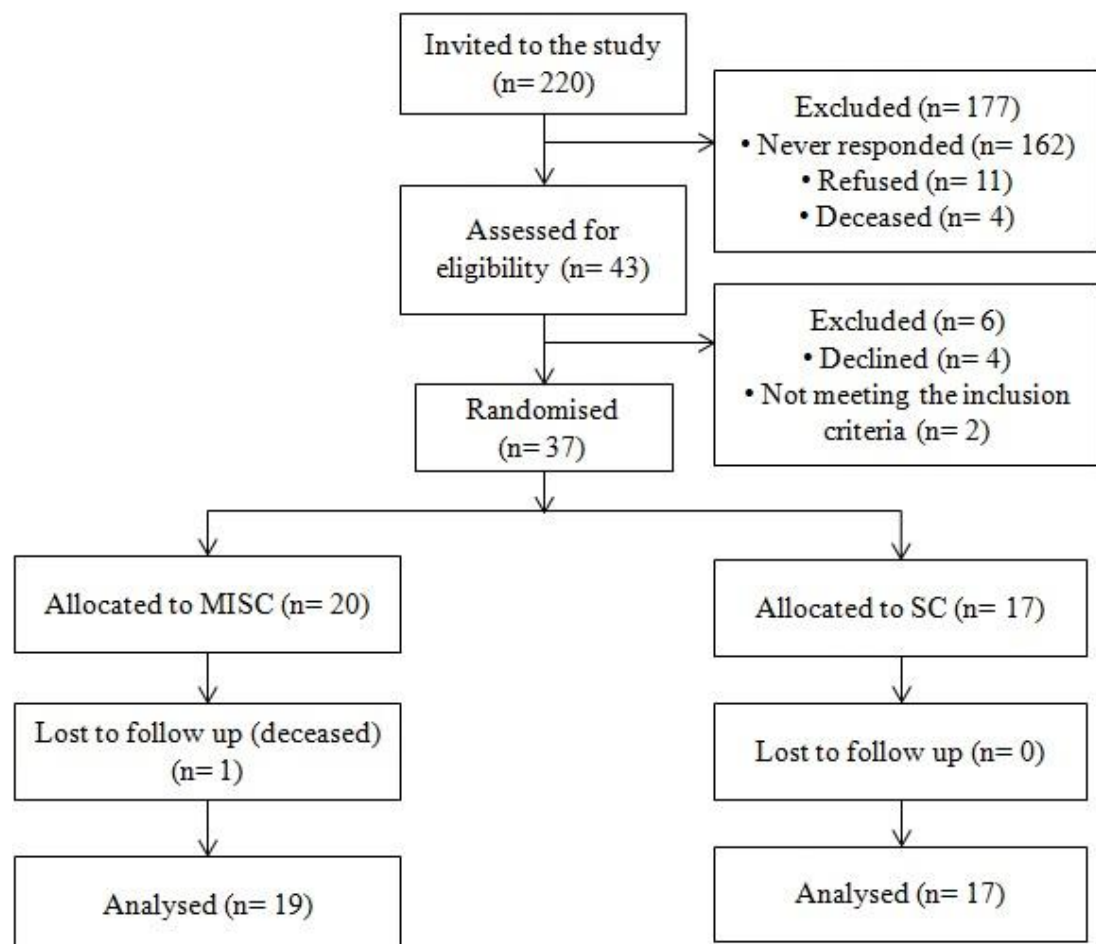 Invited to the study
(n= 220)
Excluded (n= 177)
• Never responded (n= 162)
• Refused (n= 11)
• Deceased (n= 4)
Assessed for
eligibility (n= 43)
Excluded (n= 6)
• Declined (n= 4)
• Not meeting the inclusion
criteria (n= 2)
Randomised
(n= 37)
Allocated to MISC (n= 20)
Allocated to SC (n= 17)
Lost to follow up (deceased)
(n= 1)
Lost to follow up (n= 0)
Analysed (n= 19)
Analysed (n= 17)